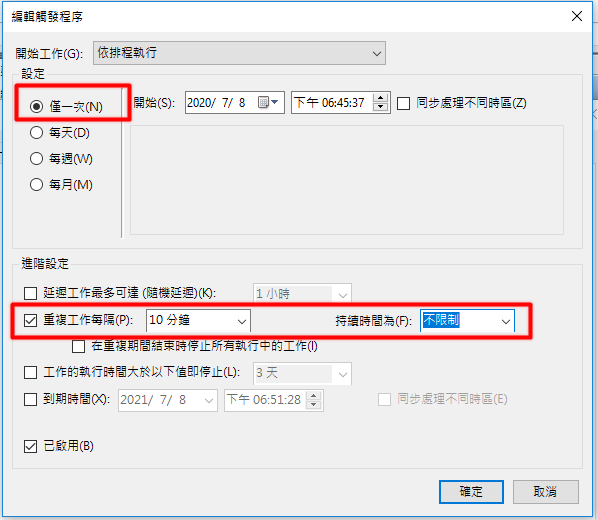 編輯觸發程序
開始工作(G): 依排程執行
設定
僅一次(N) 開始(S): 2020/ 7/ 8 下午 06:45:37 同步處理不同時區(Z)
每天(D)
每週(W)
每月(M)
進階設定
延遲工作最多可達 (隨機延遲)(K): 1 小時
重複工作每隔(P): 10 分鐘 持續時間為(F): 不限制
在重複期間結束時停止所有執行中的工作(I)
工作的執行時間大於以下值即停止(L): 3 天
到期時間(X): 2021/ 7/ 8 下午 06:51:28 同步處理不同時區(E)
已啟用(B)
確定 取消